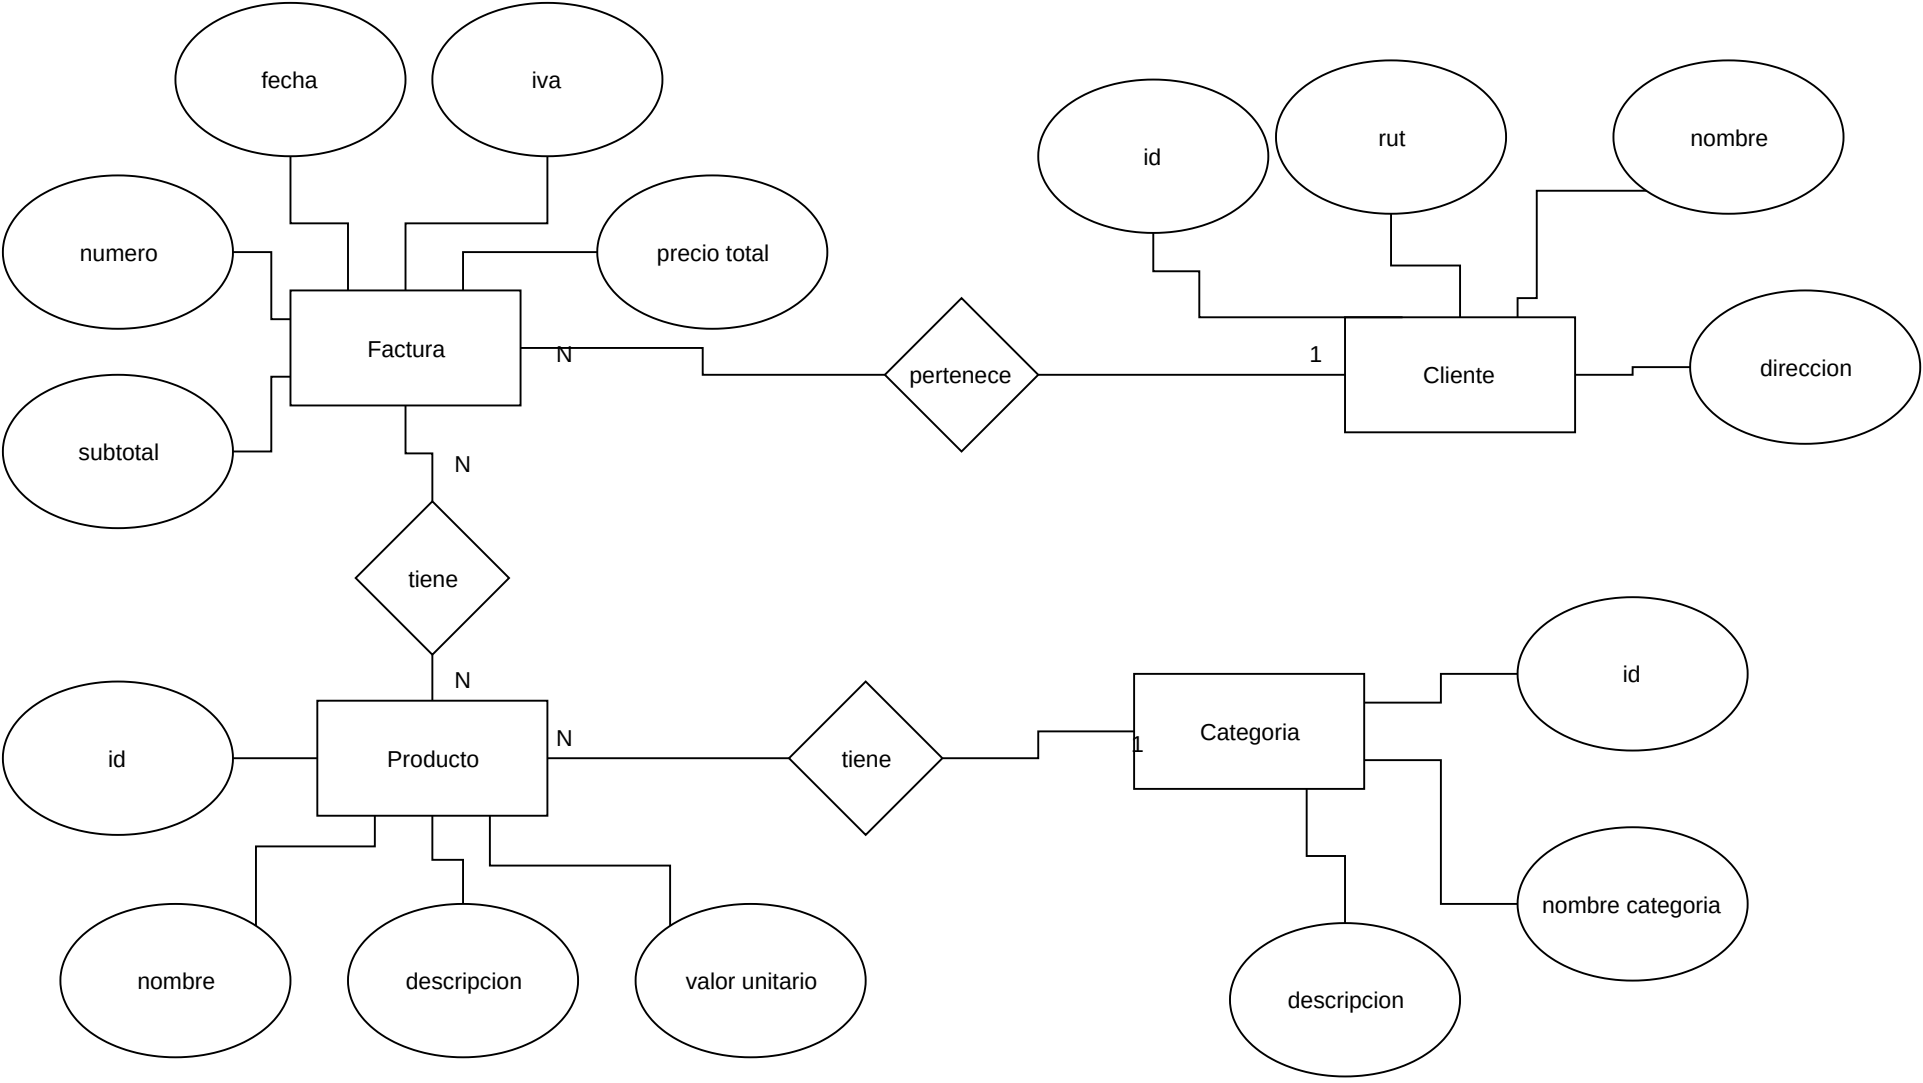 fecha
iva
id
rut
nombre
numero
precio total
Factura
N
pertenece
1
Cliente
direccion
subtotal
N
tiene
N
id
Producto
N
tiene
1
Categoria
id
nombre categoria
nombre
descripcion
valor unitario
descripcion